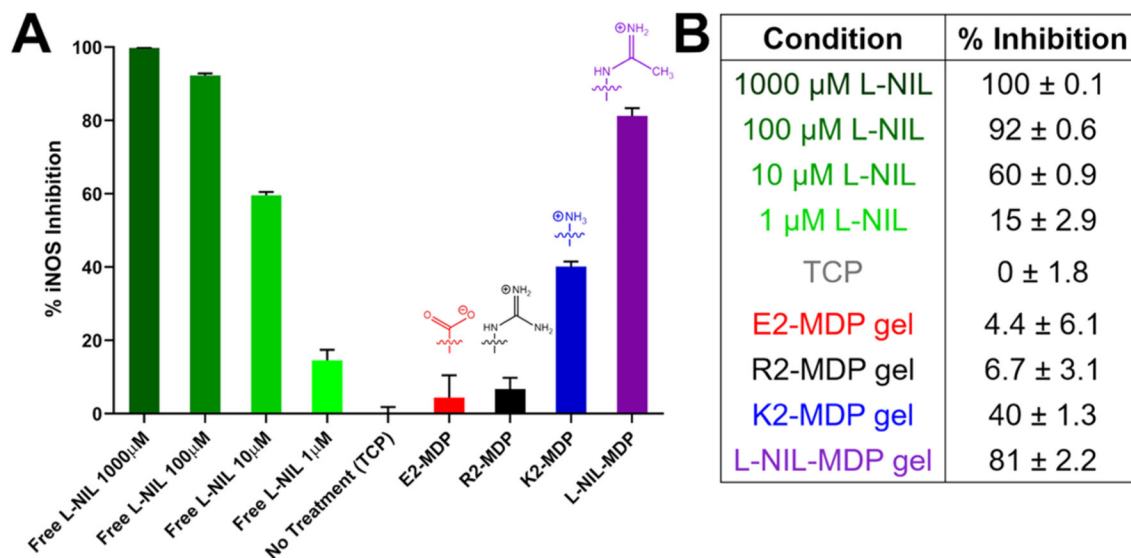 A
% iNOS Inhibition
100
80
60
40
20
0
O
O
⊖
⊕NH₂
HN
NH₂
⊕NH₃
⊕NH₂
HN
CH₃
Free L-NIL 1000µM
Free L-NIL 100µM
Free L-NIL 10µM
Free L-NIL 1µM
No Treatment (TCP)
E2-MDP
R2-MDP
K2-MDP
L-NIL-MDP
B
Condition % Inhibition
1000 µM L-NIL 100 ± 0.1
100 µM L-NIL 92 ± 0.6
10 µM L-NIL 60 ± 0.9
1 µM L-NIL 15 ± 2.9
TCP 0 ± 1.8
E2-MDP gel 4.4 ± 6.1
R2-MDP gel 6.7 ± 3.1
K2-MDP gel 40 ± 1.3
L-NIL-MDP gel 81 ± 2.2